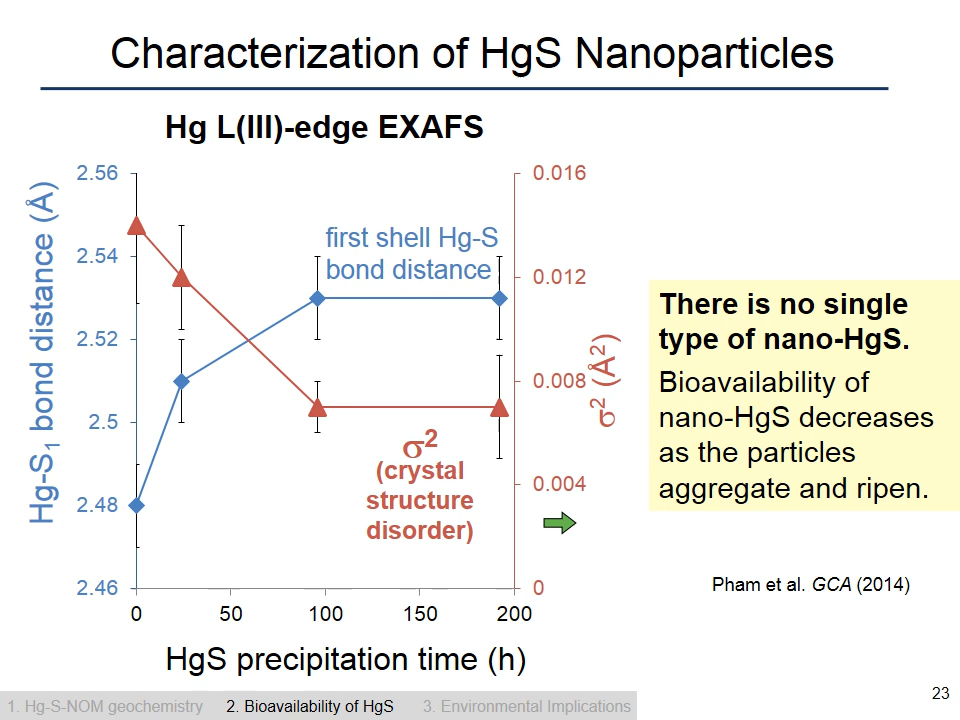 Characterization of HgS Nanoparticles
Hg L(III)-edge EXAFS
Hg-S1 bond distance (Å)
2.56
2.54
2.52
2.5
2.48
2.46
first shell Hg-S
bond distance
σ2
(crystal
structure
disorder)
0.016
0.012
0.008
0.004
0
σ2 (Å2)
0
50
100
150
200
HgS precipitation time (h)
There is no single
type of nano-HgS.
Bioavailability of
nano-HgS decreases
as the particles
aggregate and ripen.
Pham et al. GCA (2014)
1. Hg-S-NOM geochemistry 2. Bioavailability of HgS 3. Environmental Implications
23